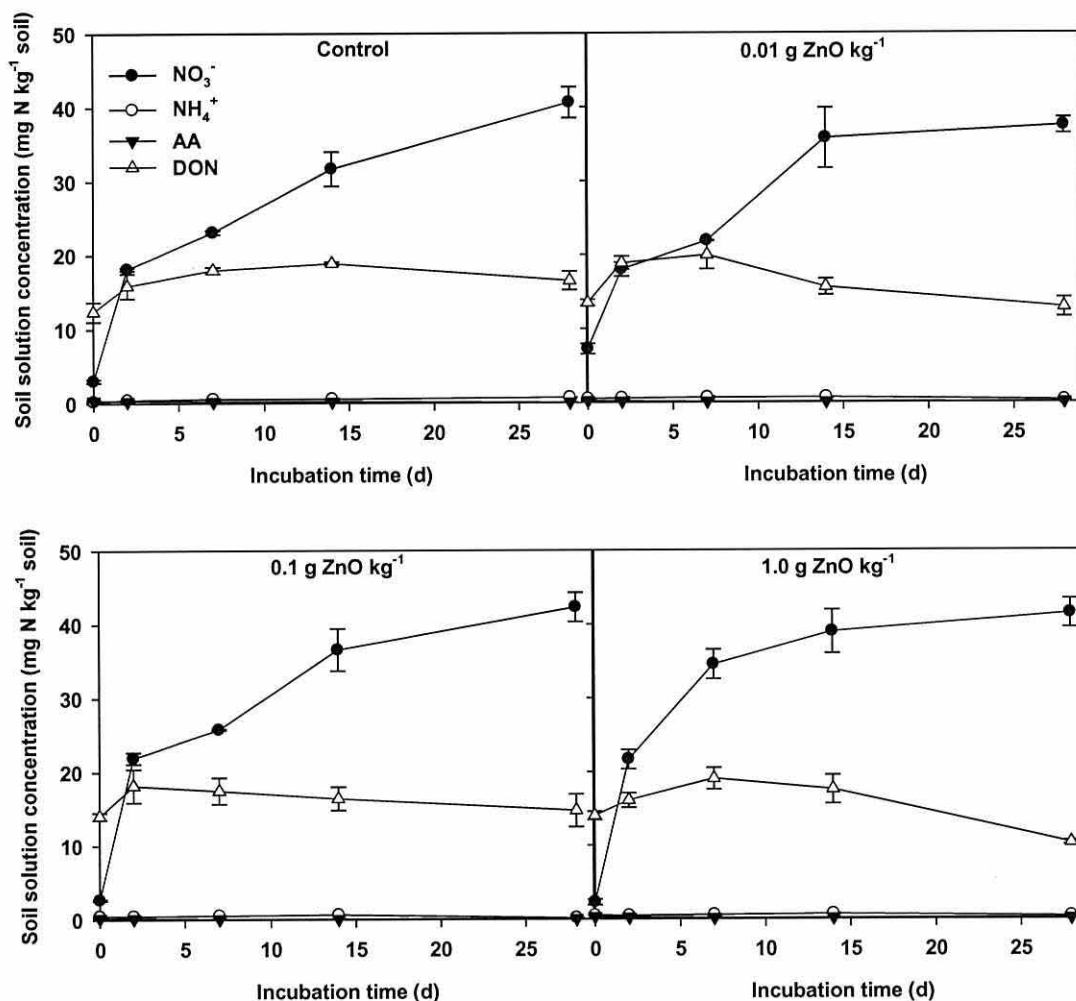 Soil solution concentration (mg N kg⁻¹ soil)
50
40
30
20
10
0
Control
NO₃⁻
NH₄⁺
AA
DON
0 5 10 15 20 25
Incubation time (d)
0.01 g ZnO kg⁻¹
0 5 10 15 20 25
Incubation time (d)
Soil solution concentration (mg N kg⁻¹ soil)
50
40
30
20
10
0
0.1 g ZnO kg⁻¹
0 5 10 15 20 25
Incubation time (d)
1.0 g ZnO kg⁻¹
0 5 10 15 20 25
Incubation time (d)